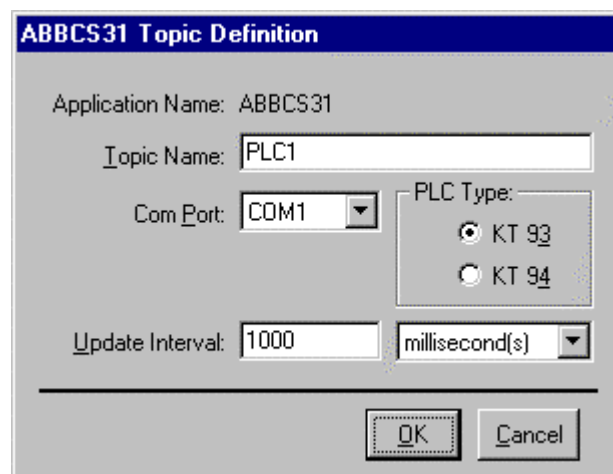 ABBCS31 Topic Definition
Application Name: ABBCS31
Topic Name: PLC1
Com Port: COM1
PLC Type:
KT 93
KT 94
Update Interval: 1000 millisecond(s)
OK Cancel